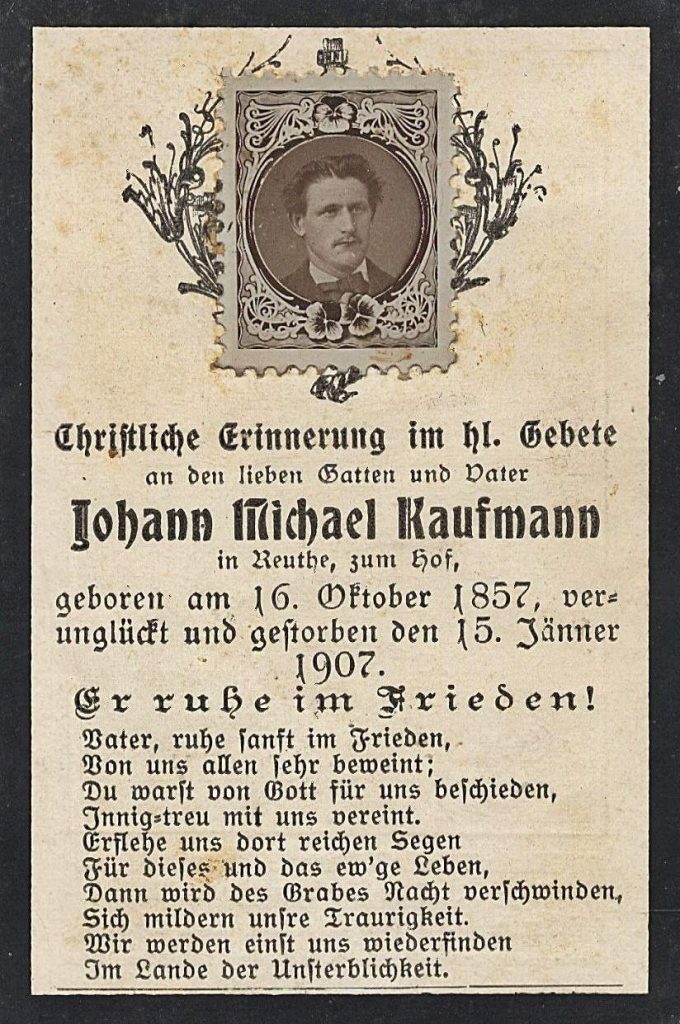 Christliche Erinnerung im hl. Gebete
an den lieben Gatten und Vater
Johann Michael Kaufmann
in Reuthe, zum Hof,
geboren am 16. Oktober 1857, ver-
unglückt und gestorben den 15. Jänner
1907.
Er ruhe im Frieden!
Vater, ruhe sanft im Frieden,
Von uns allen sehr beweint;
Du warst von Gott für uns beschieden,
Innig-treu mit uns vereint.
Erflehe uns dort reichen Segen
Für dieses und das ew'ge Leben,
Dann wird des Grabes Nacht verschwinden,
Sich mildern unsre Traurigkeit.
Wir werden einst uns wiederfinden
Im Lande der Unsterblichkeit.